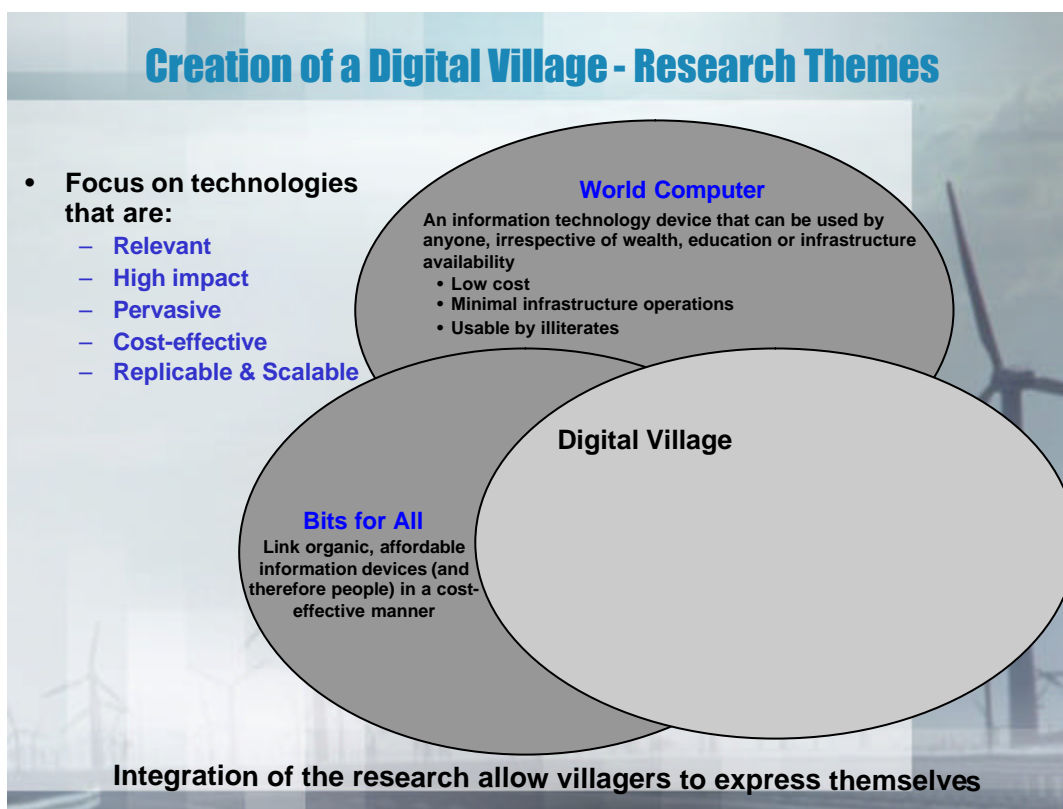 Creation of a Digital Village - Research Themes
• Focus on technologies
that are:
– Relevant
– High impact
– Pervasive
– Cost-effective
– Replicable & Scalable
World Computer
An information technology device that can be used by
anyone, irrespective of wealth, education or infrastructure
availability
• Low cost
• Minimal infrastructure operations
• Usable by illiterates
Digital Village
Bits for All
Link organic, affordable
information devices (and
therefore people) in a cost-
effective manner
Integration of the research allow villagers to express themselves